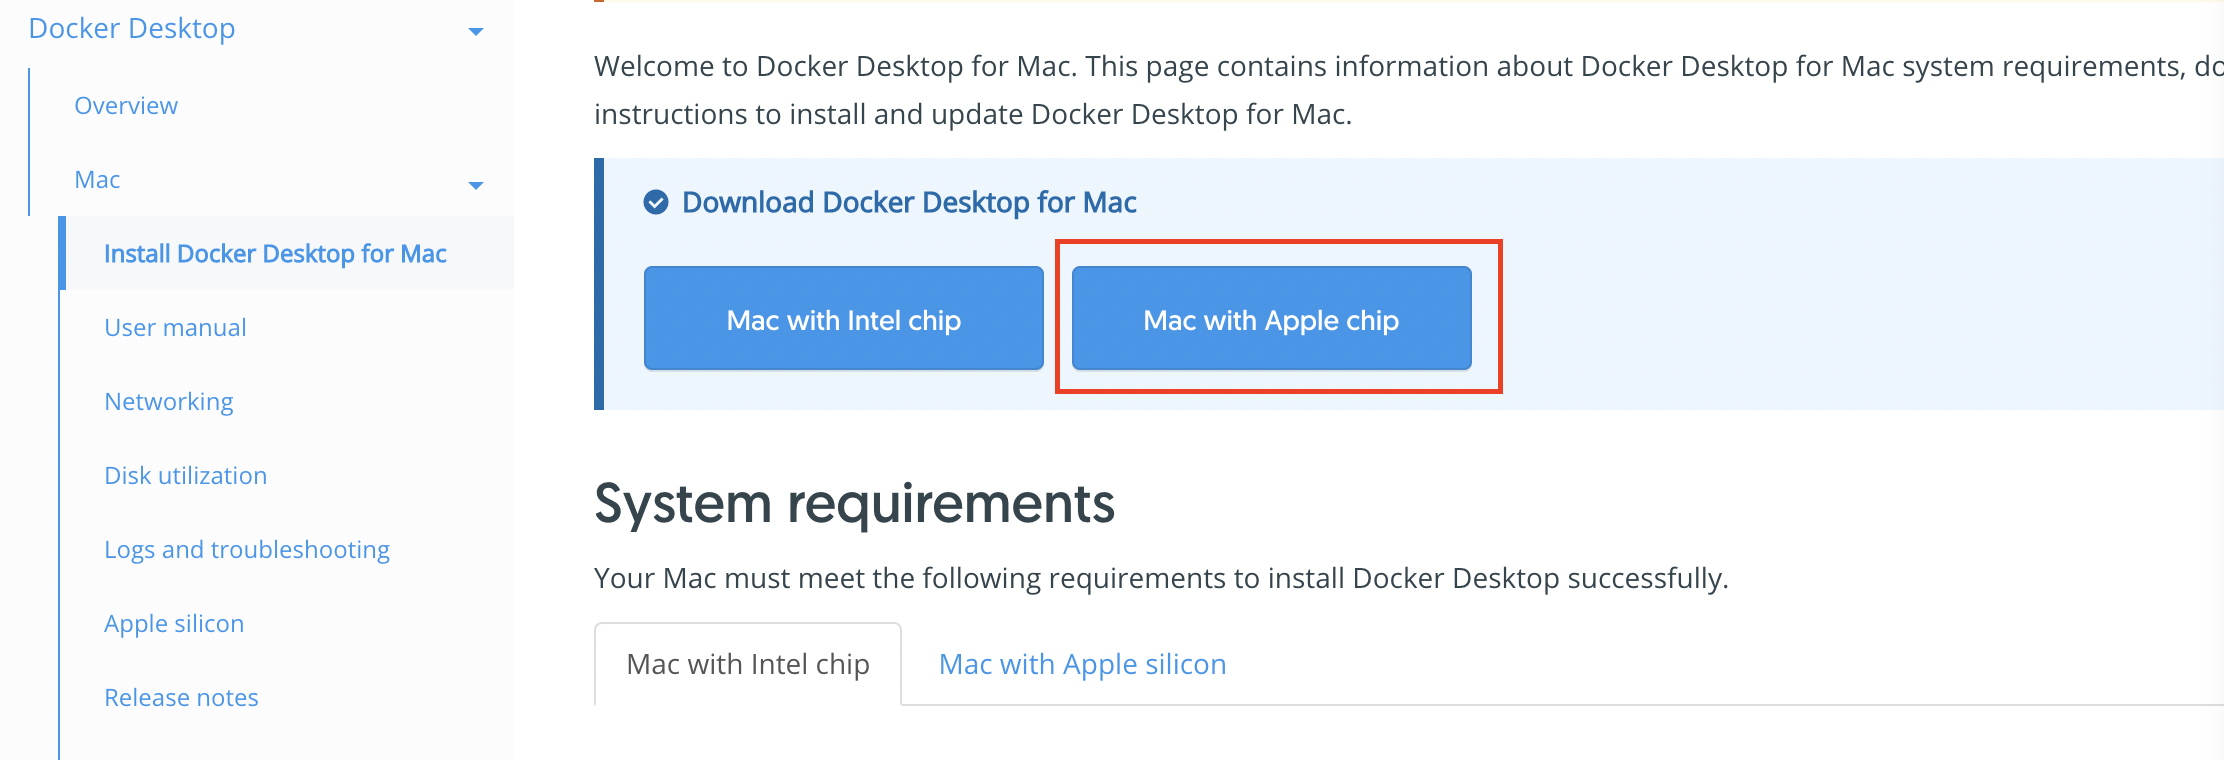 Docker Desktop
Overview
Mac
Install Docker Desktop for Mac
User manual
Networking
Disk utilization
Logs and troubleshooting
Apple silicon
Release notes
Welcome to Docker Desktop for Mac. This page contains information about Docker Desktop for Mac system requirements, do
instructions to install and update Docker Desktop for Mac.
Download Docker Desktop for Mac
Mac with Intel chip
Mac with Apple chip
System requirements
Your Mac must meet the following requirements to install Docker Desktop successfully.
Mac with Intel chip
Mac with Apple silicon